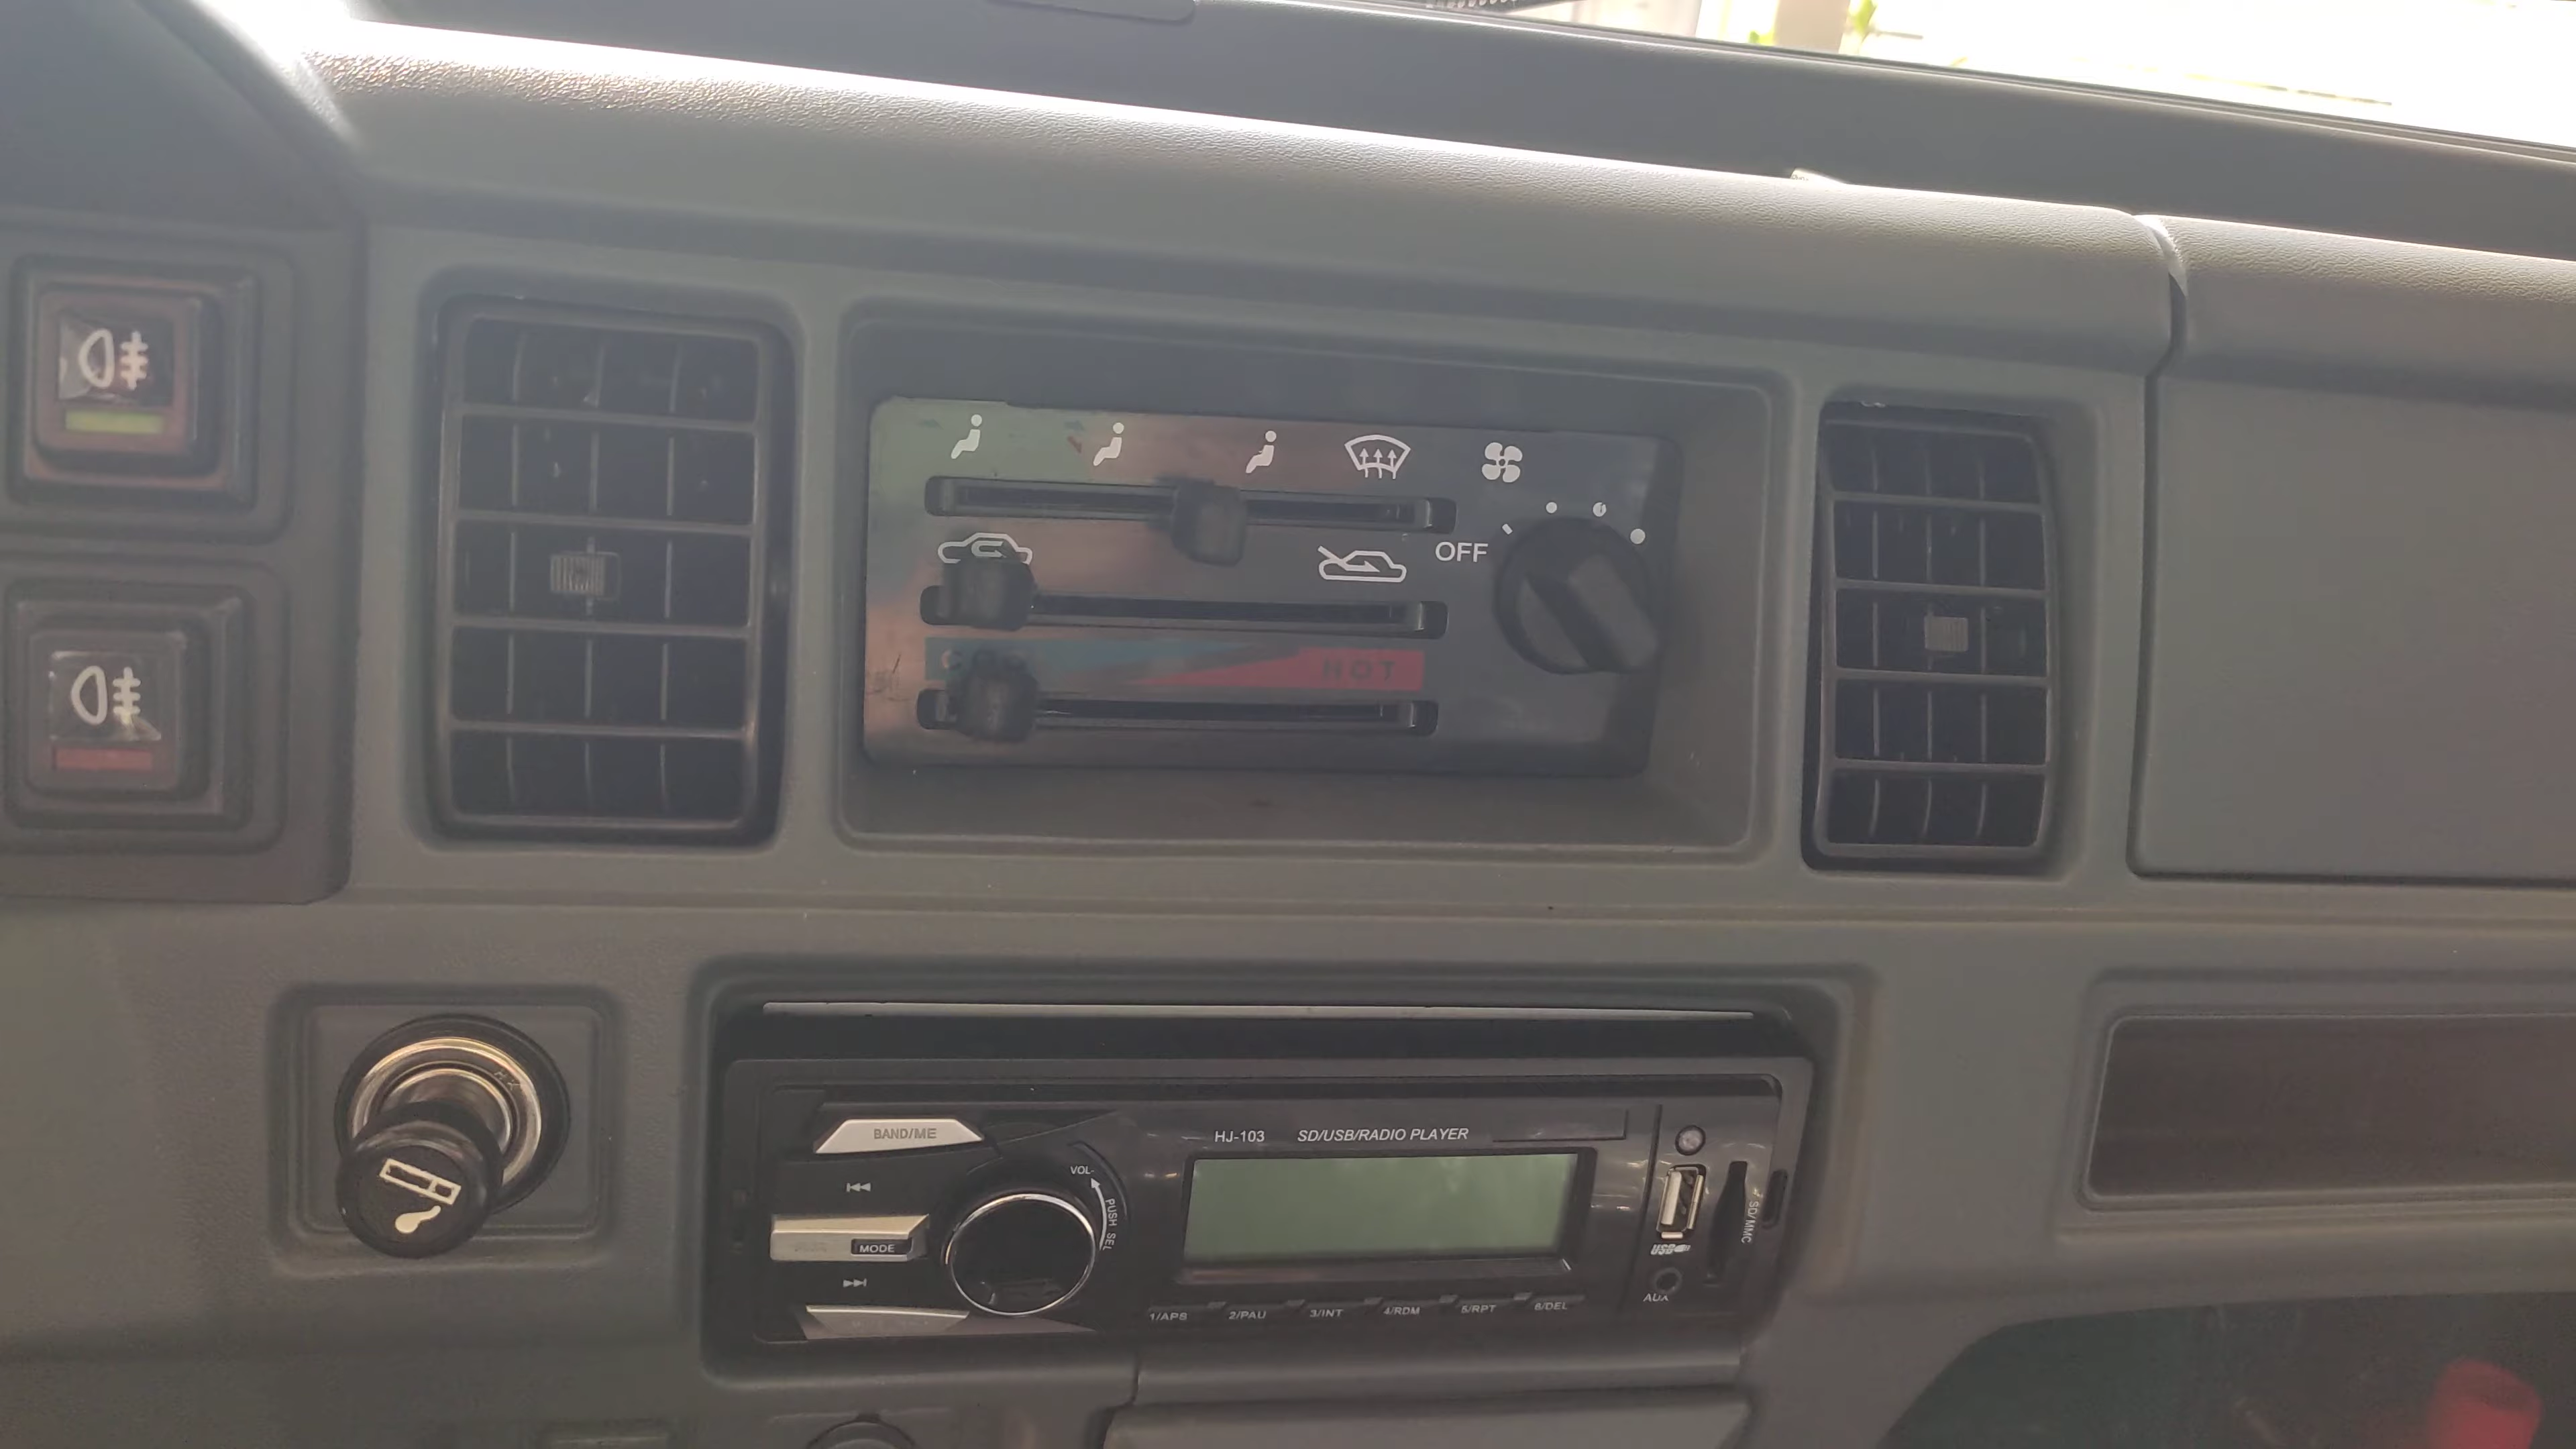 OFF
HOT
BAND/ME
HJ-103 SD/USB/RADIO PLAYER
VOL-
PUSH SEL
MODE
USB
SD/MMC
AUX
1/APS 2/PAU 3/INT 4/RDM 5/RPT 6/DEL